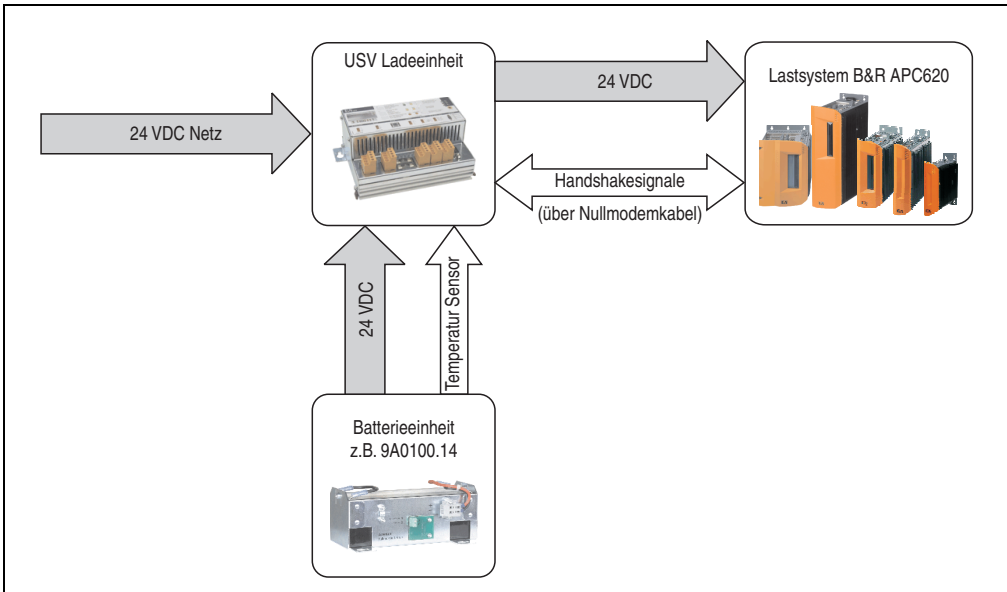 USV Ladeeinheit
24 VDC
Lastsystem B&R APC620
24 VDC Netz
Handshakesignale
(über Nullmodemkabel)
24 VDC
Temperatur Sensor
Batterieeinheit
z.B. 9A0100.14